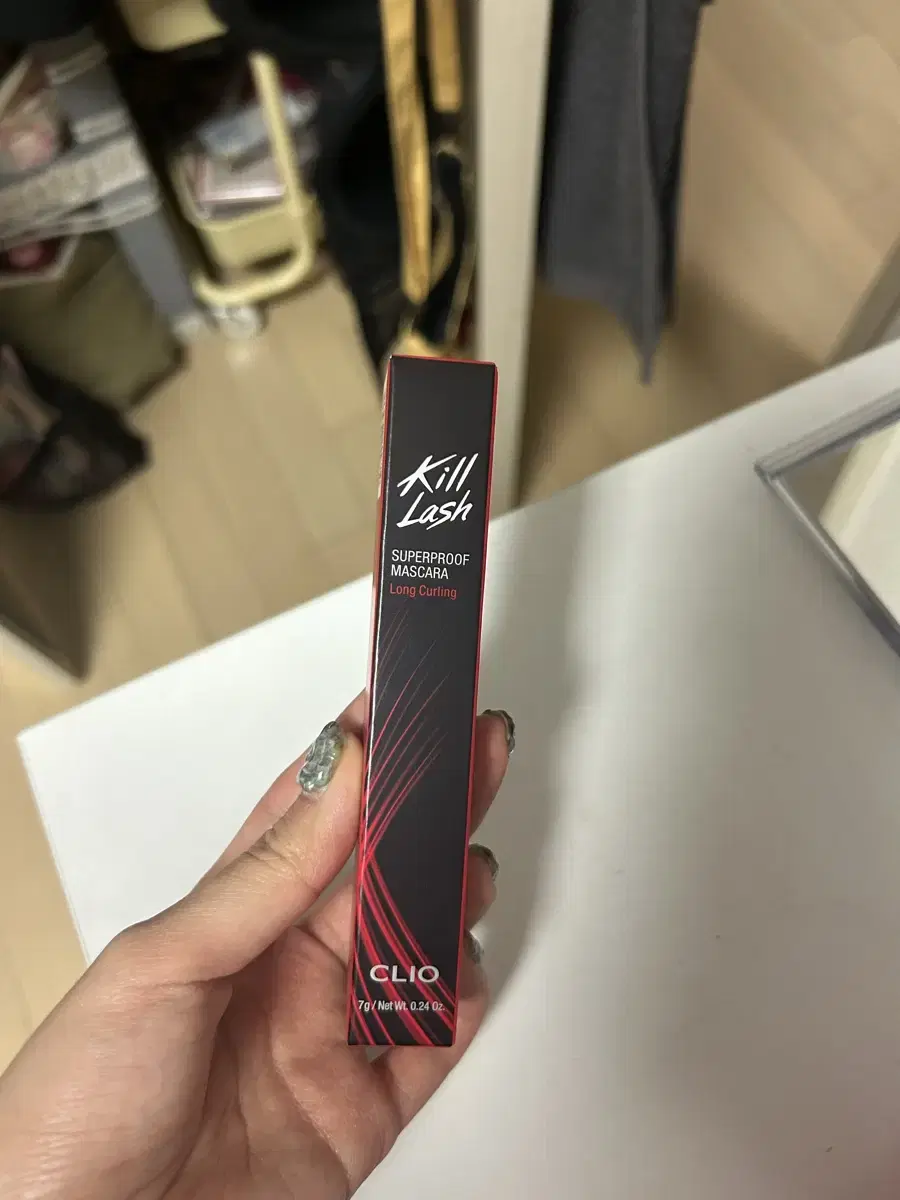 Kill
Lash
SUPERPROOF
MASCARA
Long Curling
CLIO
7g / Net Wt. 0.24 Oz.